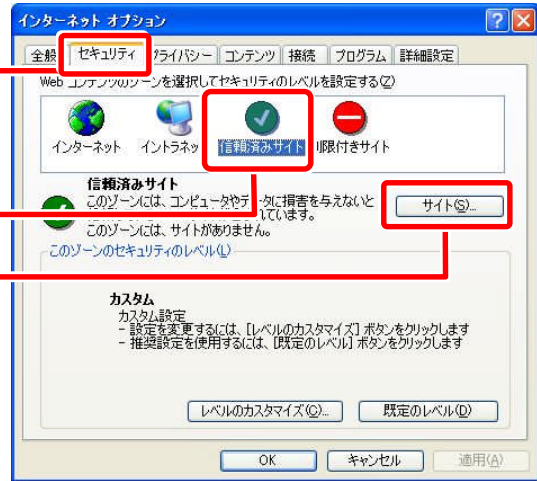 インターネット オプション
全般 セキュリティ プライバシー コンテンツ 接続 プログラム 詳細設定
Web コンテンツのゾーンを選択してセキュリティのレベルを設定する(Z)
インターネット イントラネッ 信頼済みサイト 限付きサイト
信頼済みサイト
このゾーンには、コンピュータやデータに損害を与えないと
サイト(S)...
れています。
このゾーンには、サイトがありません。
このゾーンのセキュリティのレベル(L)
カスタム
カスタム設定
- 設定を変更するには、[レベルのカスタマイズ] ボタンをクリックします
- 推奨設定を使用するには、[既定のレベル] ボタンをクリックします
レベルのカスタマイズ(C)... 既定のレベル(D)
OK キャンセル 適用(A)